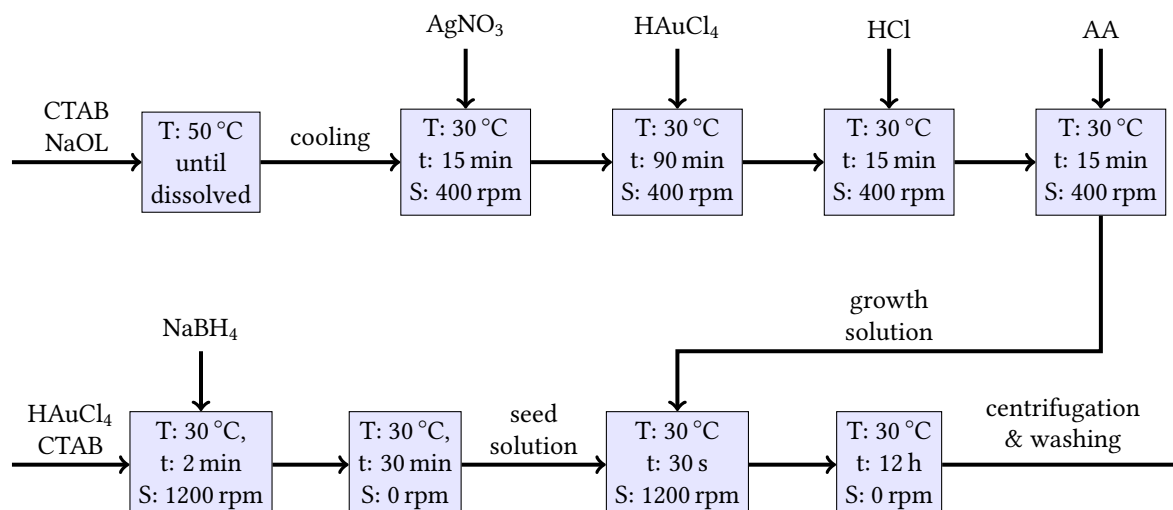 AgNO₃
HAuCl₄
HCl
AA
CTAB
NaOL
T: 50 °C
until
dissolved
cooling
T: 30 °C
t: 15 min
S: 400 rpm
T: 30 °C
t: 90 min
S: 400 rpm
T: 30 °C
t: 15 min
S: 400 rpm
T: 30 °C
t: 15 min
S: 400 rpm
growth
solution
NaBH₄
HAuCl₄
CTAB
T: 30 °C,
t: 2 min
S: 1200 rpm
T: 30 °C,
t: 30 min
S: 0 rpm
seed
solution
T: 30 °C
t: 30 s
S: 1200 rpm
T: 30 °C
t: 12 h
S: 0 rpm
centrifugation
& washing